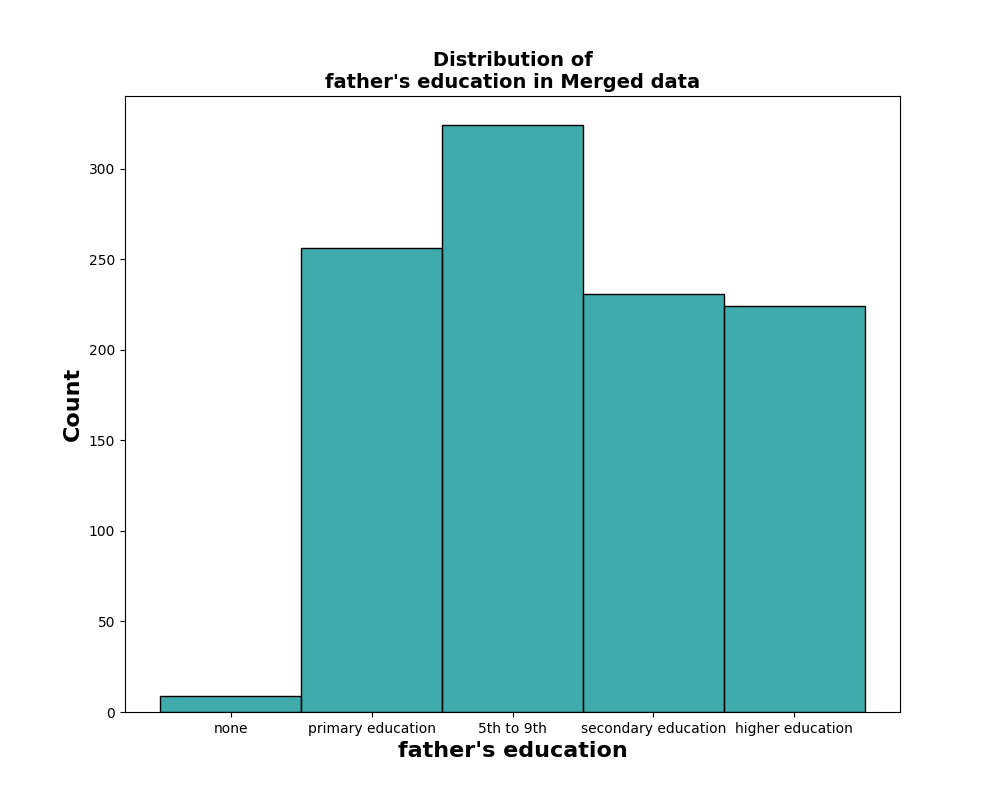 Distribution of
father's education in Merged data
Count
300
250
200
150
100
50
0
none primary education 5th to 9th secondary education higher education
father's education